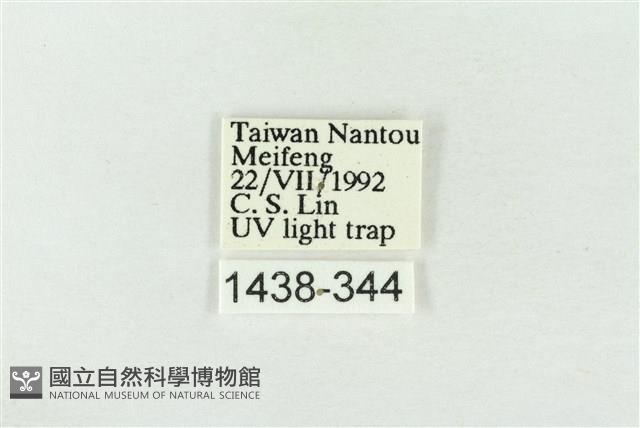 Taiwan Nantou
Meifeng
22/VII/1992
C. S. Lin
UV light trap
1438-344
國立自然科學博物館
NATIONAL MUSEUM OF NATURAL SCIENCE